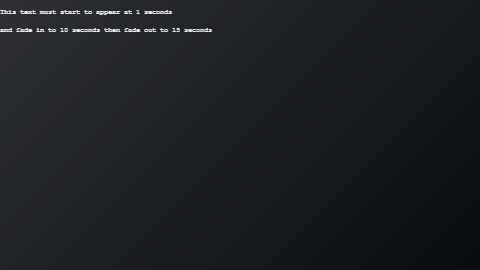 This text must start to appear at 1 seconds
and fade in to 10 seconds then fade out to 15 seconds